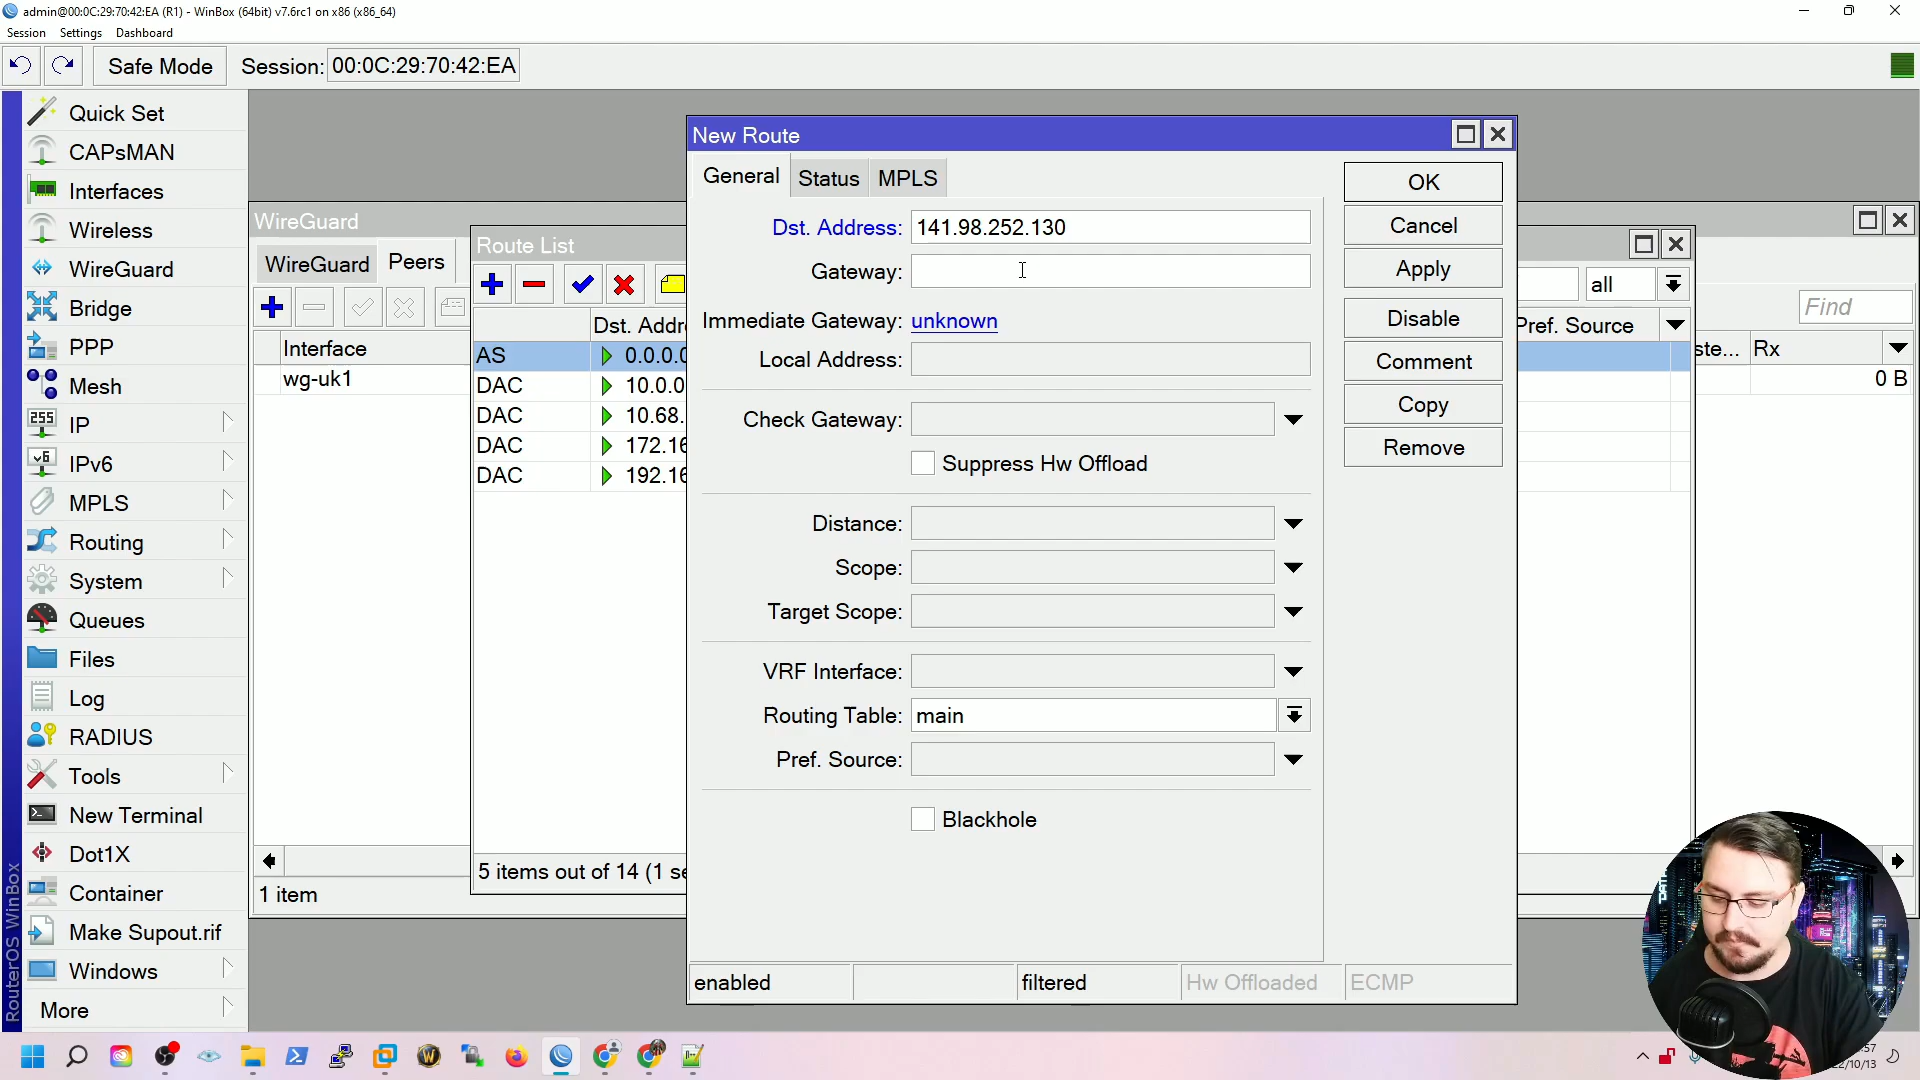 admin@00:0C:29:70:42:EA (R1) - WinBox (64bit) v7.6rc1 on x86 (x86_64)
Session Settings Dashboard
Safe Mode Session: 00:0C:29:70:42:EA
Quick Set
CAPsMAN
Interfaces
Wireless
WireGuard
Bridge
PPP
Mesh
255
IP
v6
IPv6
MPLS
Routing
System
Queues
Files
Log
RADIUS
Tools
New Terminal
Dot1X
Container
Make Supout.rif
Windows
More
RouterOS WinBox
WireGuard
WireGuard Peers
Interface
wg-uk1
1 item
Route List
Dst. Addr
AS 0.0.0.0
DAC 10.0.0
DAC 10.68.
DAC 172.16
DAC 192.16
5 items out of 14 (1 se
New Route
General Status MPLS
Dst. Address: 141.98.252.130
Gateway:
Immediate Gateway: unknown
Local Address:
Check Gateway:
Suppress Hw Offload
Distance:
Scope:
Target Scope:
VRF Interface:
Routing Table: main
Pref. Source:
Blackhole
enabled filtered Hw Offloaded ECMP
OK
Cancel
Apply
Disable
Comment
Copy
Remove
all
Pref. Source
Find
ste... Rx
0 B
:57
22/10/13